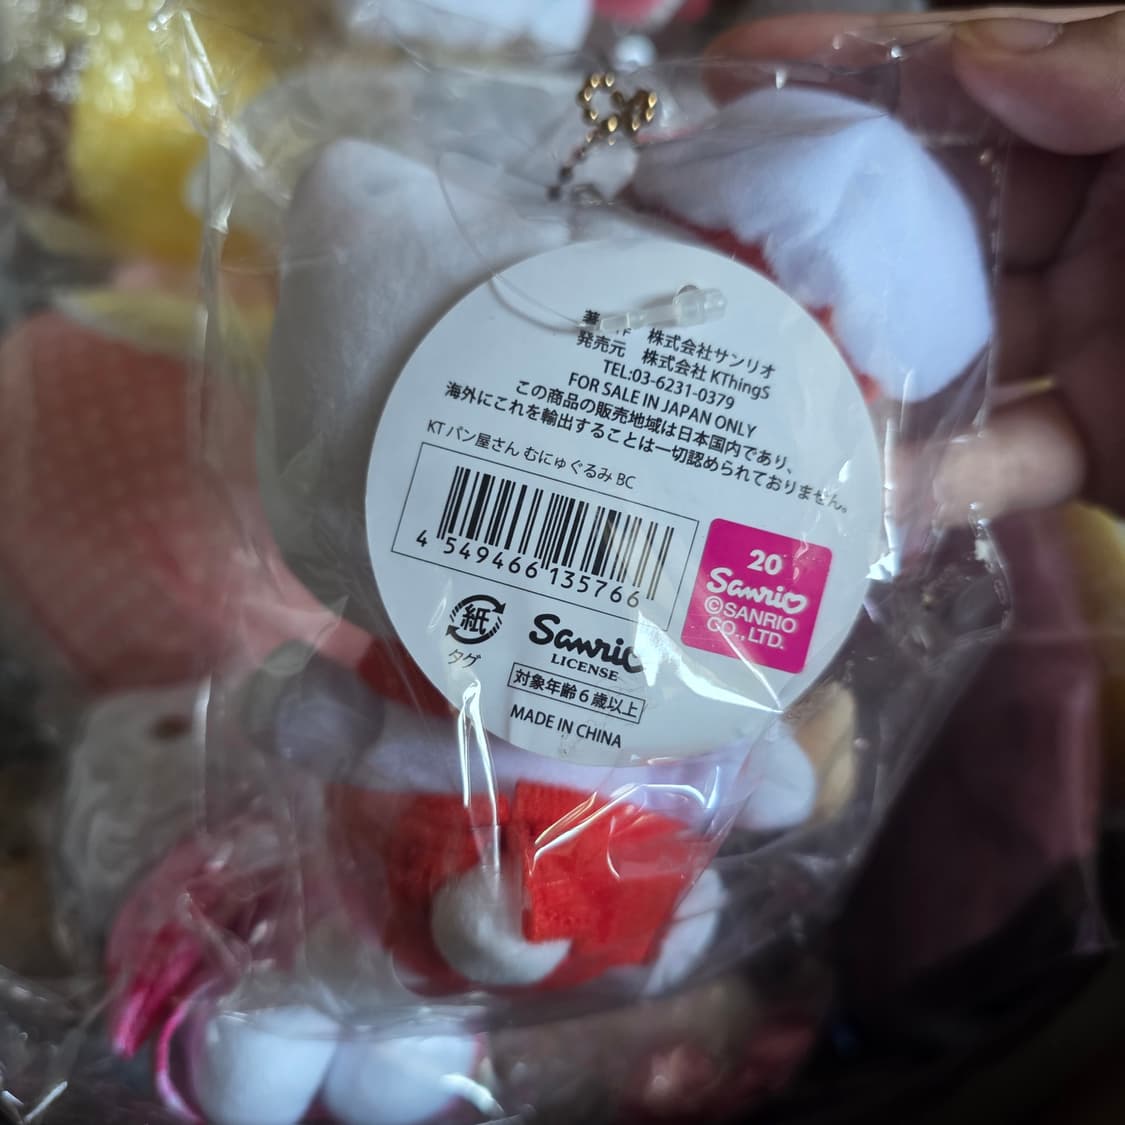 著 作 株式会社サンリオ
発売元 株式会社 KThingS
TEL:03-6231-0379
FOR SALE IN JAPAN ONLY
この商品の販売地域は日本国内であり、
海外にこれを輸出することは一切認められておりません。
KT パン屋さん むにゅぐるみ BC
4 549466 135766
20
Sanrio
©SANRIO
CO., LTD.
紙
タグ
Sanrio
LICENSE
対象年齢6歳以上
MADE IN CHINA